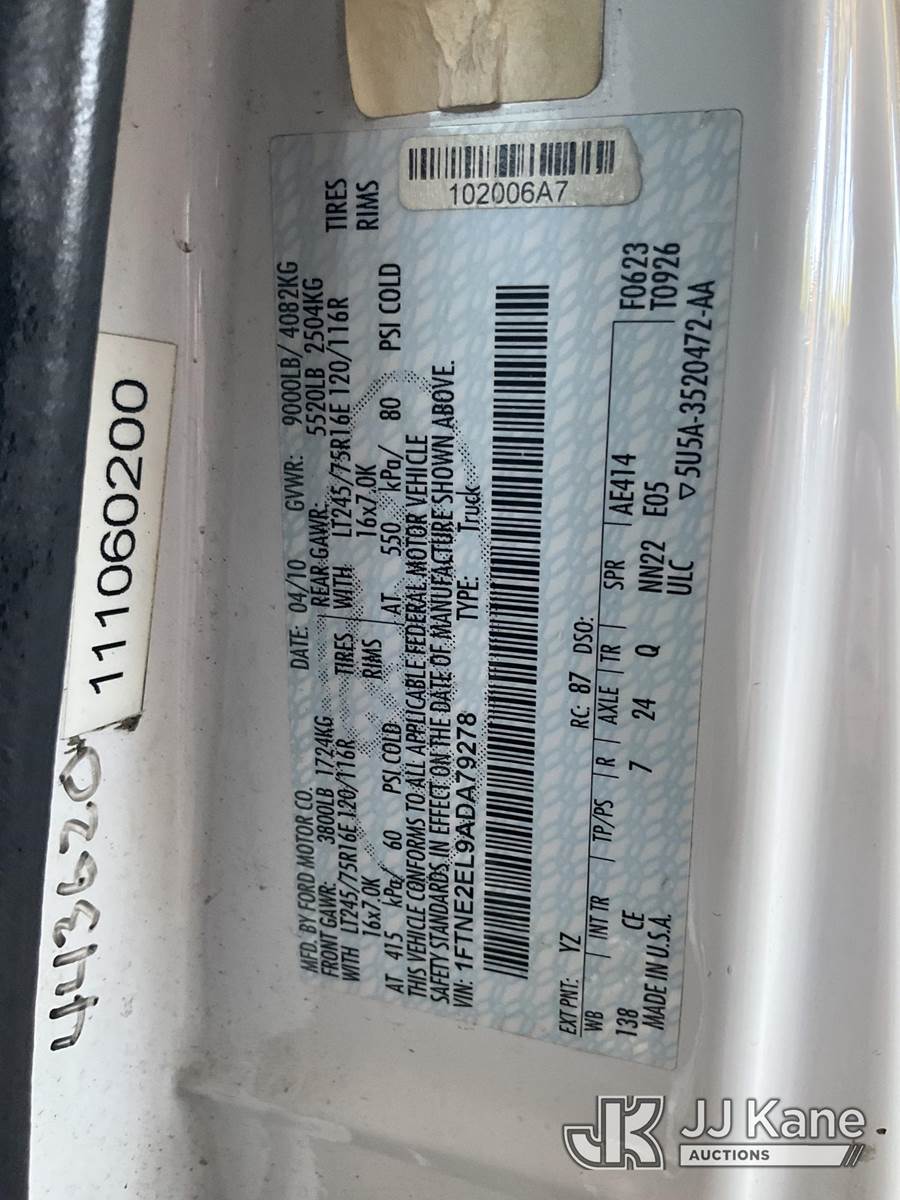 443620
11060200
102006A7
MFD. BY FORD MOTOR CO. DATE: 04/10 GVWR: 9000LB/ 4082KG
FRONT GAWR: 3800LB 1724KG REAR GAWR: 5520LB 2504KG
WITH LT245/75R16E 120/116R TIRES WITH LT245/75R16E 120/116R TIRES
16x7.0K RIMS 16x7.0K RIMS
AT 415 kPa/ 60 PSI COLD AT 550 kPa/ 80 PSI COLD
THIS VEHICLE CONFORMS TO ALL APPLICABLE FEDERAL MOTOR VEHICLE
SAFETY STANDARDS IN EFFECT ON THE DATE OF MANUFACTURE SHOWN ABOVE.
VIN: 1FTNE2EL9ADA79278 TYPE: Truck
EXT PNT: YZ RC: 87 DSO:
WB INT TR TP/PS R AXLE TR SPR AE414 F0623
138 CE 7 24 Q NN22 E05 T0926
MADE IN U.S.A. ULC ▽5U5A-3520472-AA
JK JJ Kane
AUCTIONS